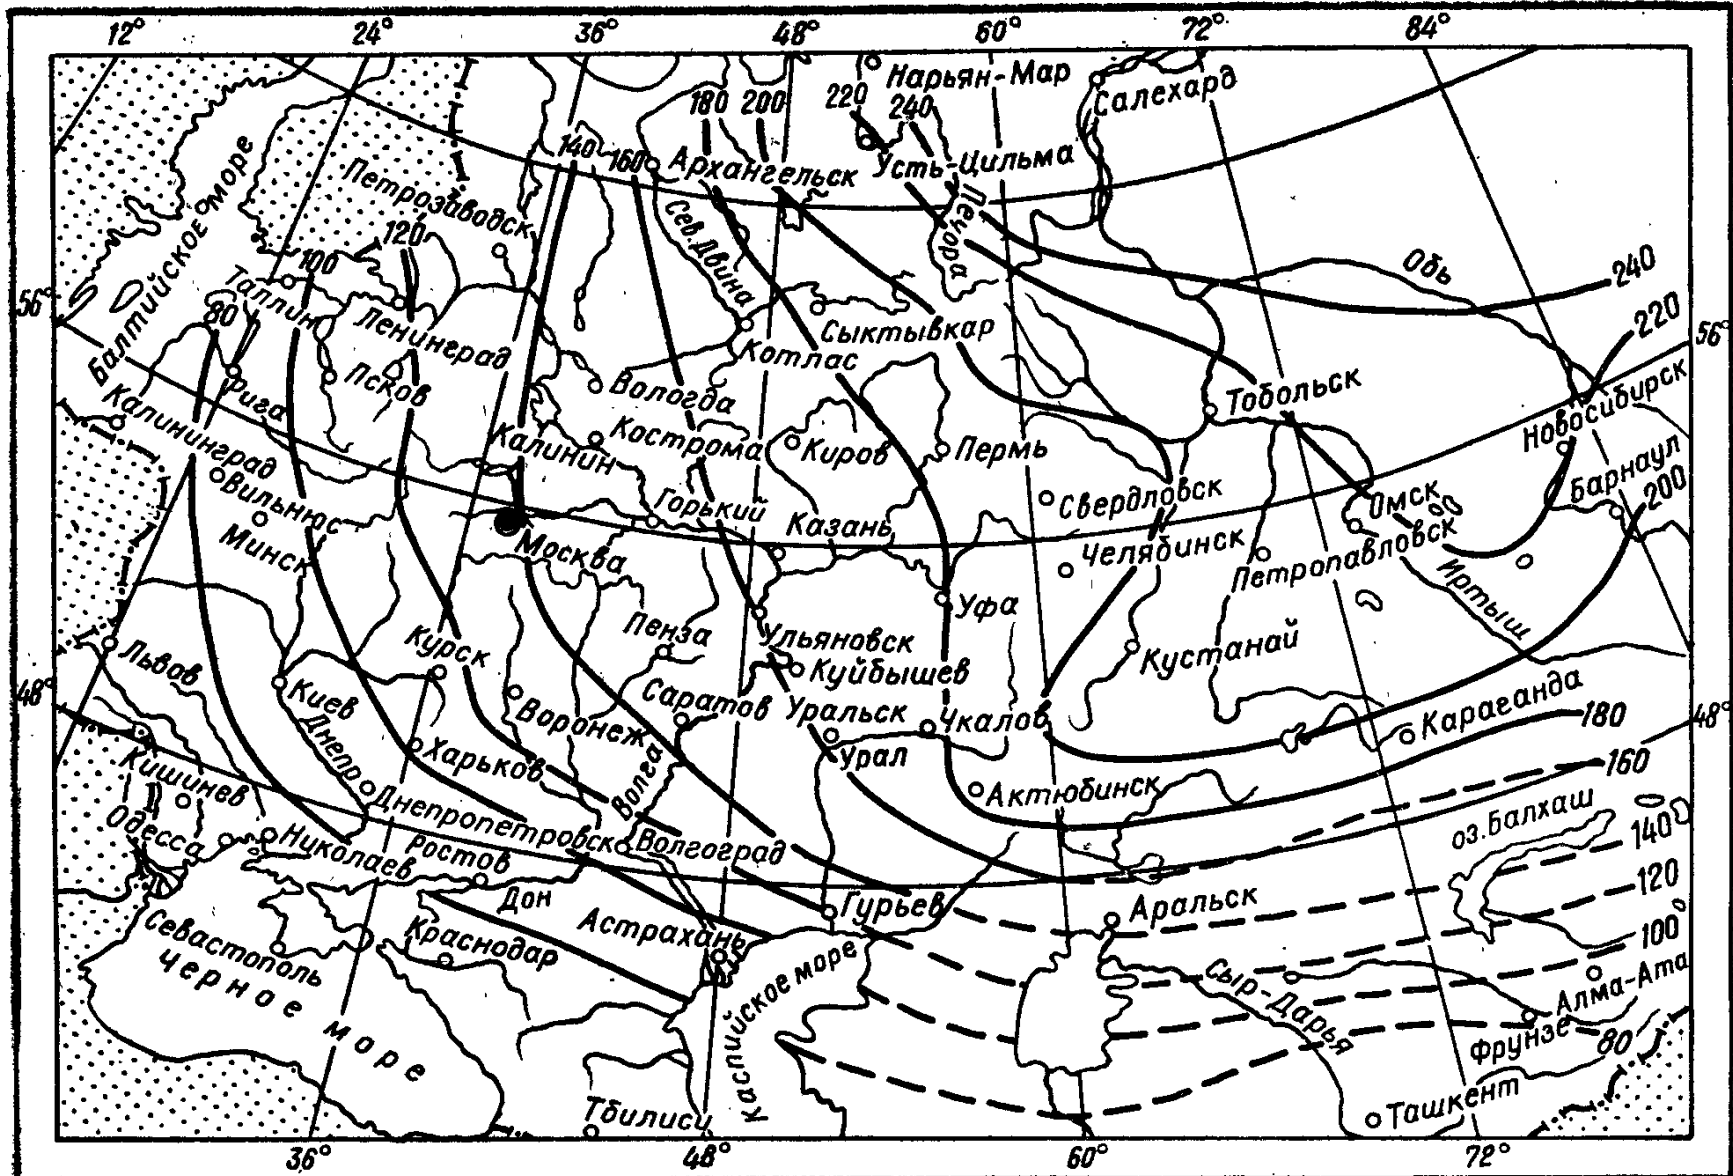 12° 24° 36° 48° 60° 72° 84°
Нарьян-Мар
Салехард
180 200 220 240
140 160 Архангельск Усть-Цильма
Петрозаводск
Балтийское море
120
100
80
Сев. Двина
Печора
Обь
240
220
56°
56°
Таллин
Ленинград
Сыктывкар
Котлас
Рига
Псков
Вологда
Тобольск
Новосибирск
Калининград
Калинин
Кострома
Киров
Пермь
Барнаул
200
Вильнюс
Горький
Казань
Свердловск
Омск
Минск
Москва
Челябинск
Петропавловск
Иртыш
Уфа
Львов
Курск
Пенза
Ульяновск
Куйбышев
Кустанай
48°
Киев
Днепр
Воронеж
Саратов
Уральск
Чкалов
Караганда
180
48°
Харьков
Волга
Урал
Актюбинск
160
Кишинев
Днепропетровск
оз. Балхаш
140
Одесса
Николаев
Ростов
Волгоград
Дон
Гурьев
Аральск
120
Севастополь
Краснодар
Астрахань
100
Черное море
Каспийское море
Сыр-Дарья
Алма-Ата
Фрунзе
80
Тбилиси
Ташкент
36° 48° 60° 72°